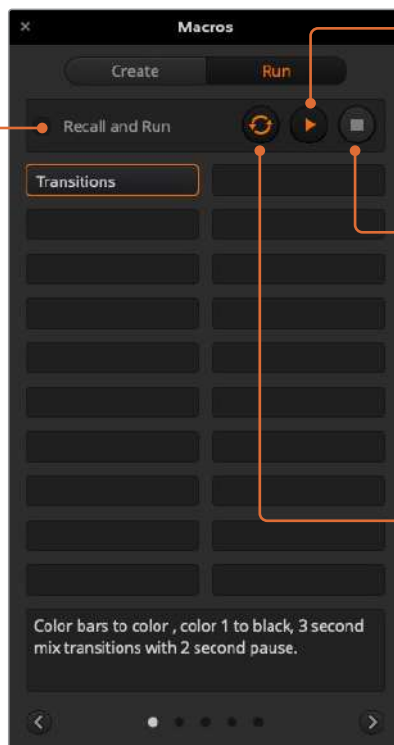 Macros
Create
Run
Recall and Run
Transitions
Color bars to color , color 1 to black, 3 second
mix transitions with 2 second pause.